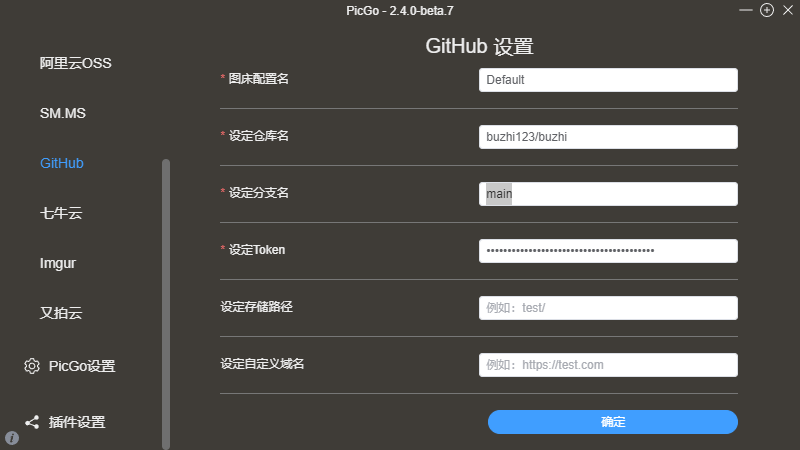 PicGo - 2.4.0-beta.7
阿里云OSS
SM.MS
GitHub
七牛云
Imgur
又拍云
PicGo设置
插件设置
GitHub 设置
* 图床配置名
Default
* 设定仓库名
buzhi123/buzhi
* 设定分支名
main
* 设定Token
••••••••••••••••••••••••••••••••••••••••
设定存储路径
例如：test/
设定自定义域名
例如：https://test.com
确定